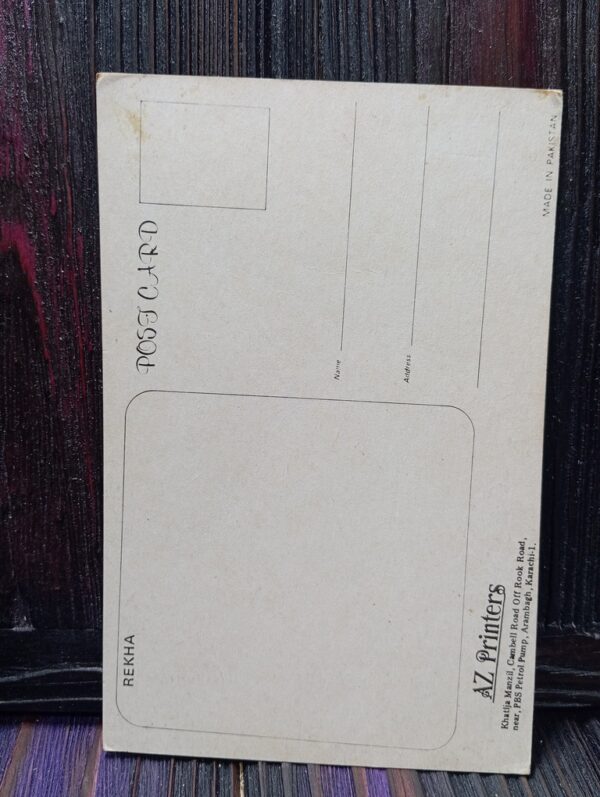 REKHA
POST CARD
Name
Address
AZ Printers
Khatija Manzil, Cambell Road Off Rook Road,
near, PBS Petrol Pump, Arambagh, Karachi-1.
MADE IN PAKISTAN